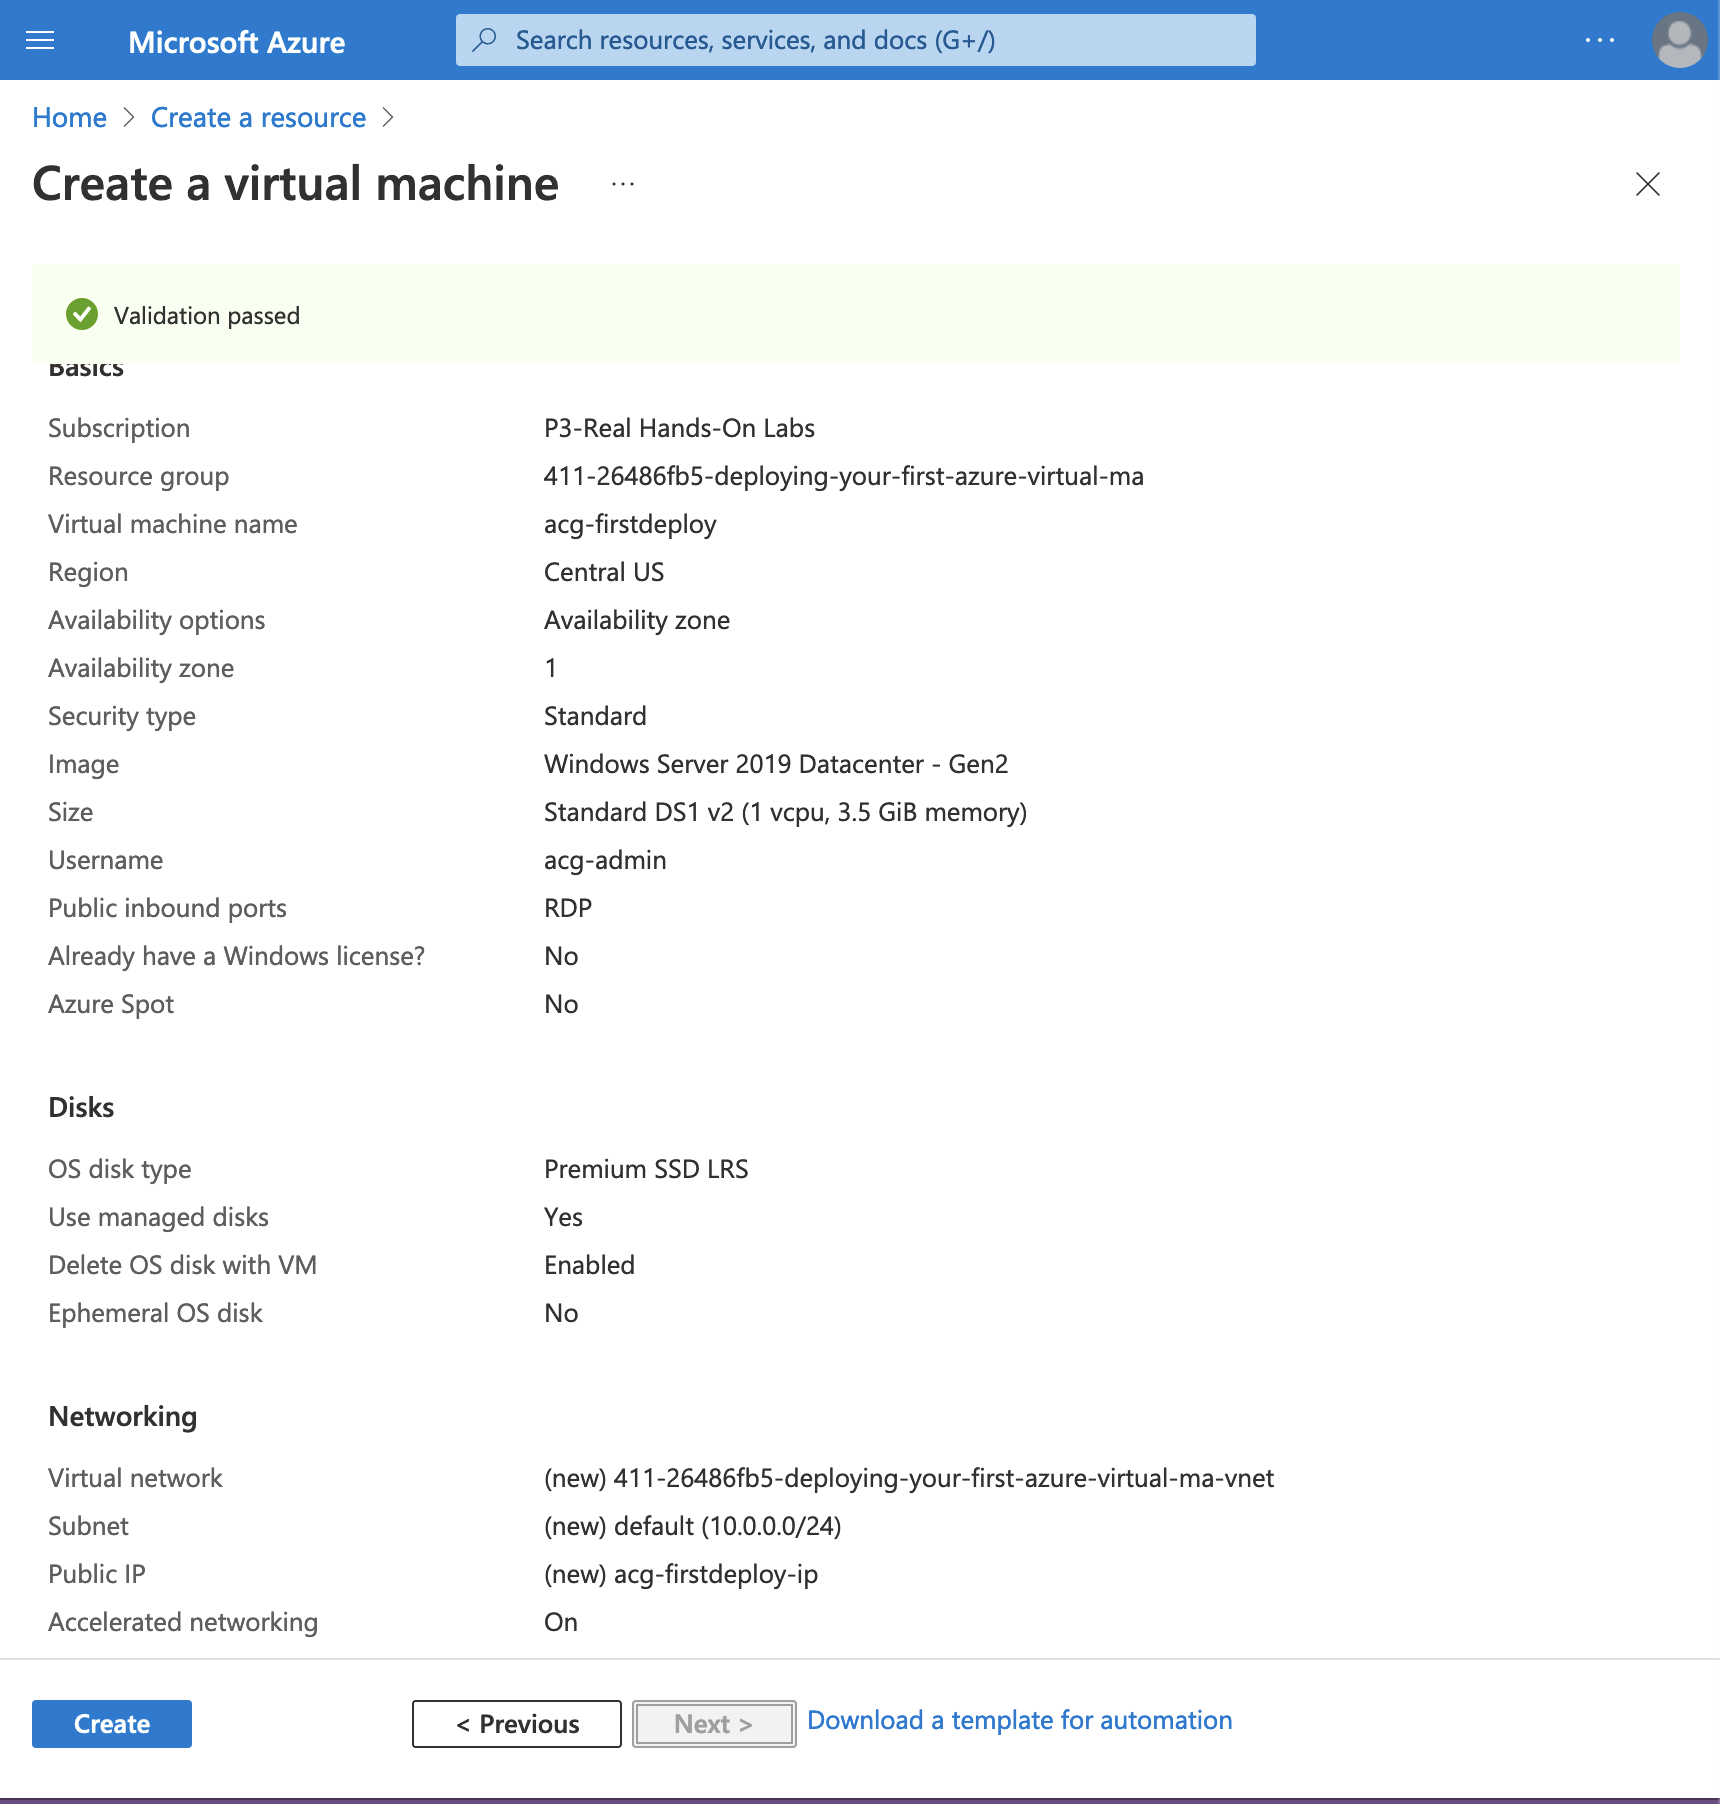 Microsoft Azure
Search resources, services, and docs (G+/)
Home > Create a resource >
Create a virtual machine ...
Validation passed
Basics
Subscription P3-Real Hands-On Labs
Resource group 411-26486fb5-deploying-your-first-azure-virtual-ma
Virtual machine name acg-firstdeploy
Region Central US
Availability options Availability zone
Availability zone 1
Security type Standard
Image Windows Server 2019 Datacenter - Gen2
Size Standard DS1 v2 (1 vcpu, 3.5 GiB memory)
Username acg-admin
Public inbound ports RDP
Already have a Windows license? No
Azure Spot No
Disks
OS disk type Premium SSD LRS
Use managed disks Yes
Delete OS disk with VM Enabled
Ephemeral OS disk No
Networking
Virtual network (new) 411-26486fb5-deploying-your-first-azure-virtual-ma-vnet
Subnet (new) default (10.0.0.0/24)
Public IP (new) acg-firstdeploy-ip
Accelerated networking On
Create < Previous Next > Download a template for automation